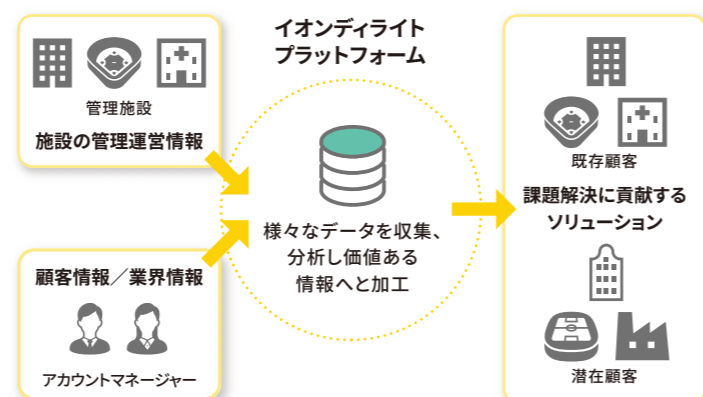 管理施設
施設の管理運営情報
顧客情報／業界情報
アカウントマネージャー
イオンディライト
プラットフォーム
様々なデータを収集、
分析し価値ある
情報へと加工
既存顧客
課題解決に貢献する
ソリューション
潜在顧客